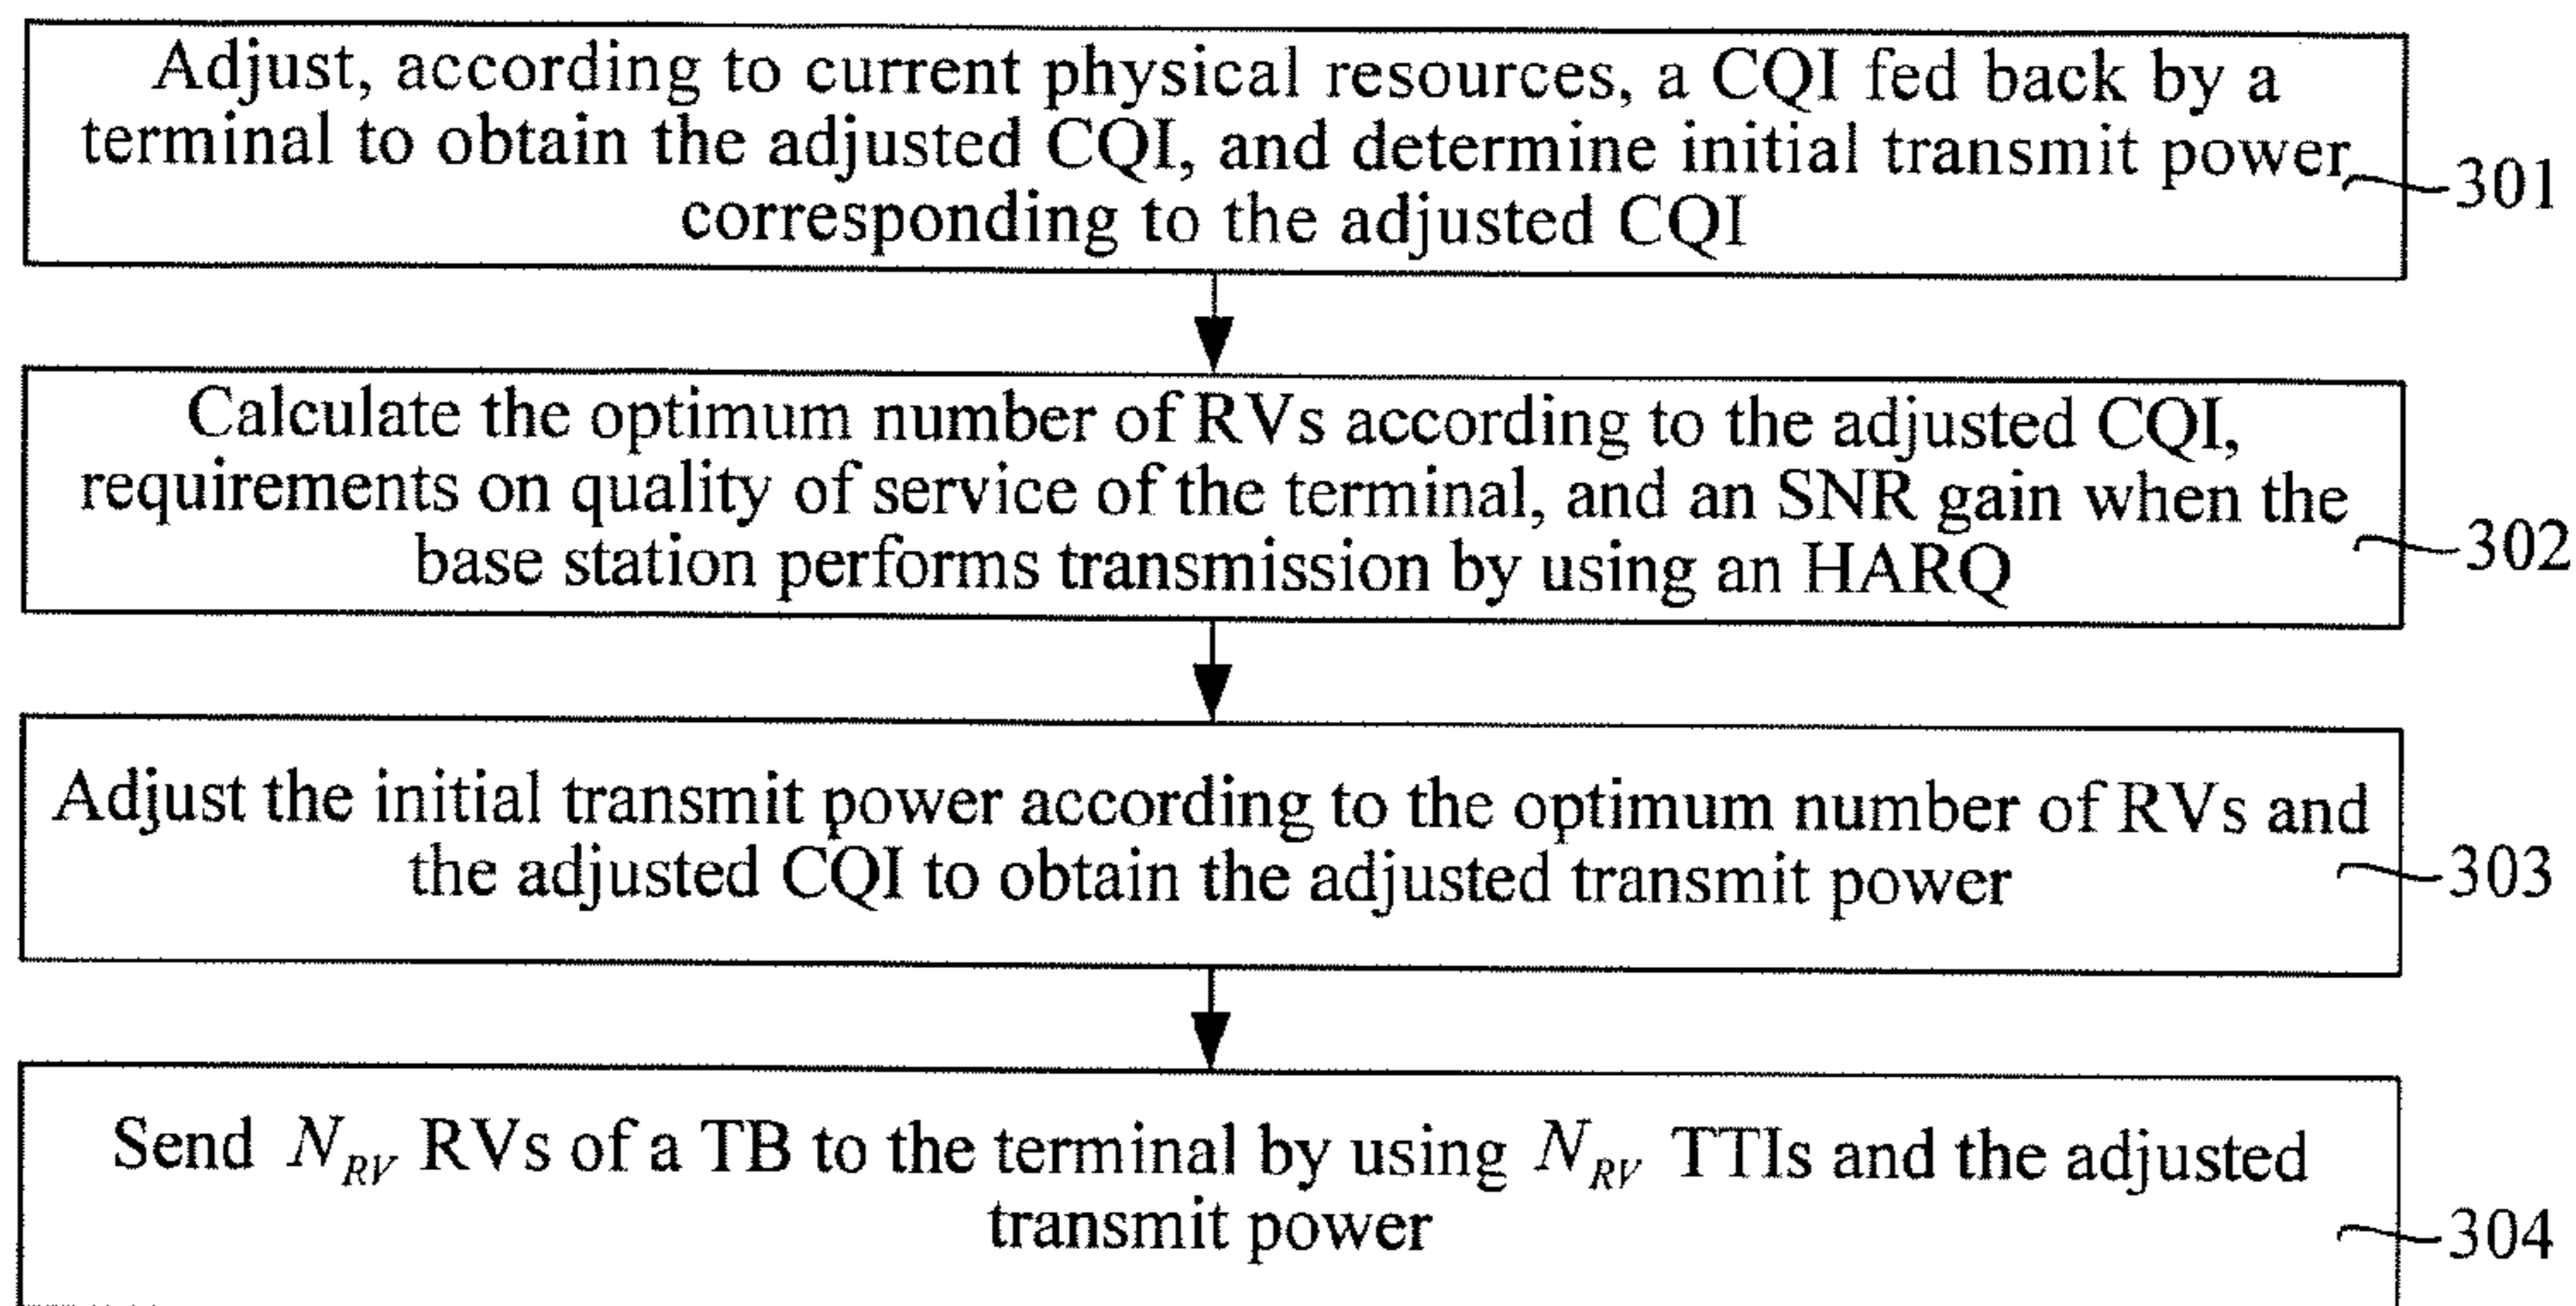 Adjust, according to current physical resources, a CQI fed back by a
terminal to obtain the adjusted CQI, and determine initial transmit power
corresponding to the adjusted CQI
301
Calculate the optimum number of RVs according to the adjusted CQI,
requirements on quality of service of the terminal, and an SNR gain when the
base station performs transmission by using an HARQ
302
Adjust the initial transmit power according to the optimum number of RVs and
the adjusted CQI to obtain the adjusted transmit power
303
Send N_RV RVs of a TB to the terminal by using N_RV TTIs and the adjusted
transmit power
304